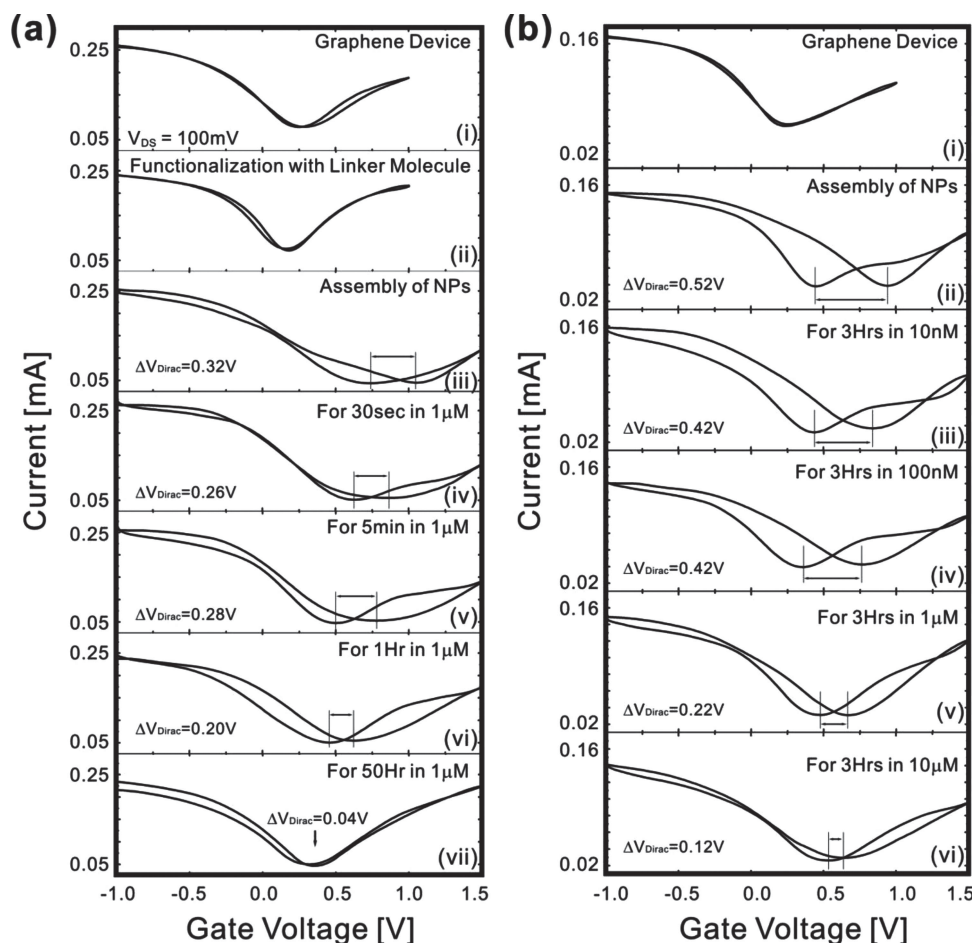 (a)
Current [mA]
0.25
Graphene Device
0.05
V_DS = 100mV
(i)
Functionalization with Linker Molecule
0.25
0.05
(ii)
Assembly of NPs
0.25
ΔV_Dirac=0.32V
0.05
(iii)
For 30sec in 1μM
0.25
ΔV_Dirac=0.26V
0.05
(iv)
For 5min in 1μM
0.25
ΔV_Dirac=0.28V
0.05
(v)
For 1Hr in 1μM
0.25
ΔV_Dirac=0.20V
0.05
(vi)
For 50Hr in 1μM
0.25
ΔV_Dirac=0.04V
0.05
(vii)
-1.0 -0.5 0.0 0.5 1.0 1.5
Gate Voltage [V]
(b)
Current [mA]
0.16
Graphene Device
(i)
0.02
Assembly of NPs
0.16
ΔV_Dirac=0.52V
0.02
(ii)
For 3Hrs in 10nM
0.16
ΔV_Dirac=0.42V
0.02
(iii)
For 3Hrs in 100nM
0.16
ΔV_Dirac=0.42V
0.02
(iv)
For 3Hrs in 1μM
0.16
ΔV_Dirac=0.22V
0.02
(v)
For 3Hrs in 10μM
0.16
ΔV_Dirac=0.12V
0.02
(vi)
-1.0 -0.5 0.0 0.5 1.0 1.5
Gate Voltage [V]